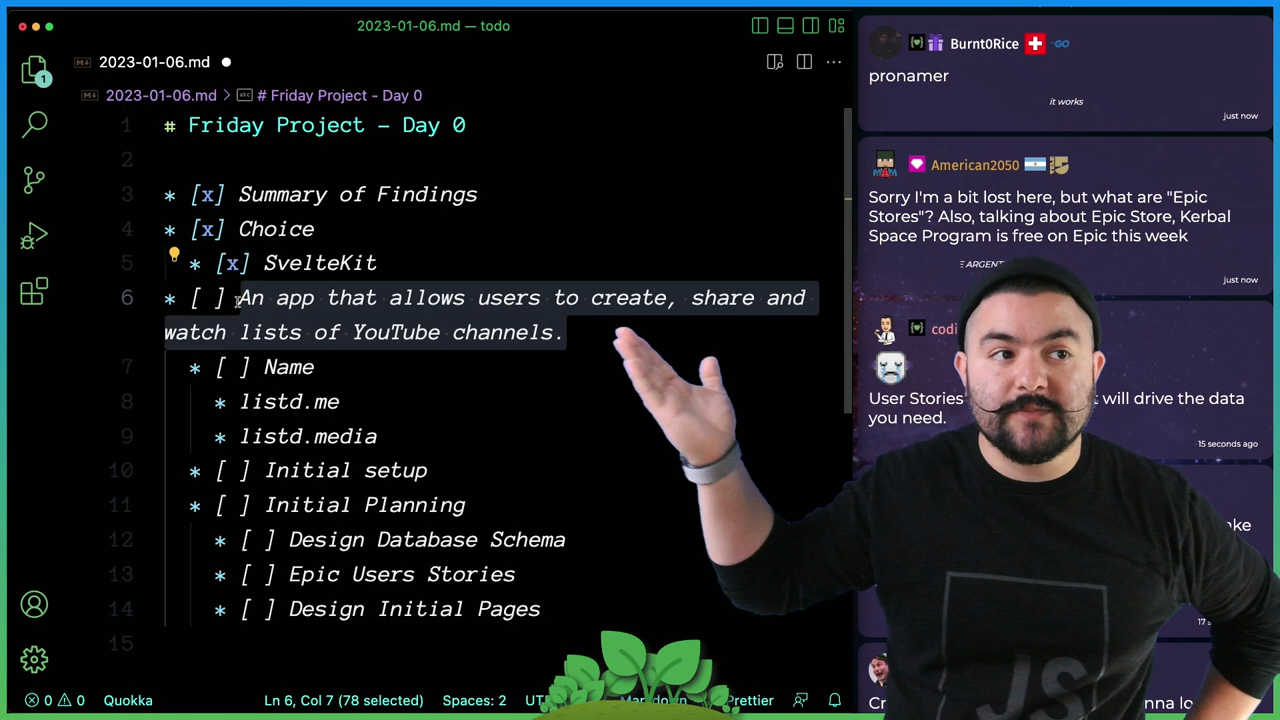 2023-01-06.md — todo
2023-01-06.md
2023-01-06.md > # Friday Project - Day 0
1 # Friday Project - Day 0
2
3 * [x] Summary of Findings
4 * [x] Choice
5 * [x] SvelteKit
6 * [ ] An app that allows users to create, share and
watch lists of YouTube channels.
7 * [ ] Name
8 * listd.me
9 * listd.media
10 * [ ] Initial setup
11 * [ ] Initial Planning
12 * [ ] Design Database Schema
13 * [ ] Epic Users Stories
14 * [ ] Design Initial Pages
15
1
0 0 Quokka Ln 6, Col 7 (78 selected) Spaces: 2 Markdown Prettier
Burnt0Rice GO
pronamer
it works
just now
American2050
Sorry I'm a bit lost here, but what are "Epic
Stores"? Also, talking about Epic Store, Kerbal
Space Program is free on Epic this week
just now
codi
User Stories will drive the data
you need.
15 seconds ago
JS